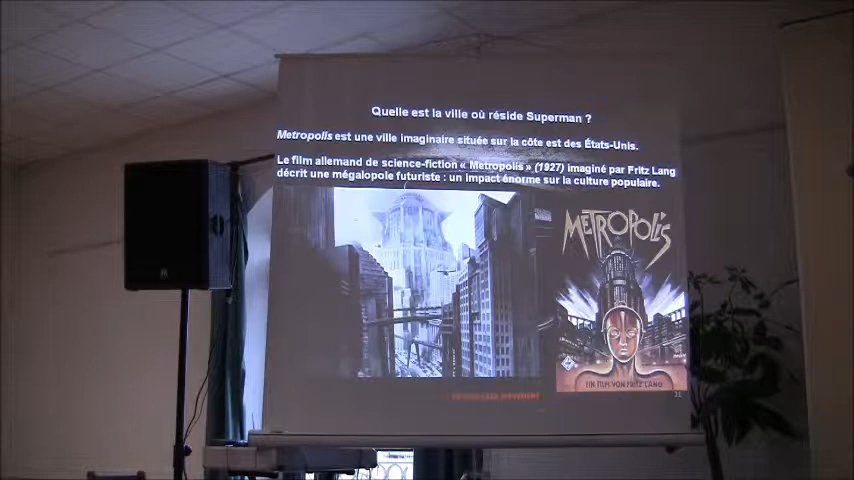 Quelle est la ville où réside Superman ?
Metropolis est une ville imaginaire située sur la côte est des États-Unis.
Le film allemand de science-fiction « Metropolis » (1927) imaginé par Fritz Lang
décrit une mégalopole futuriste : un impact énorme sur la culture populaire.
METROPOLIS
EIN FILM VON FRITZ LANG
21